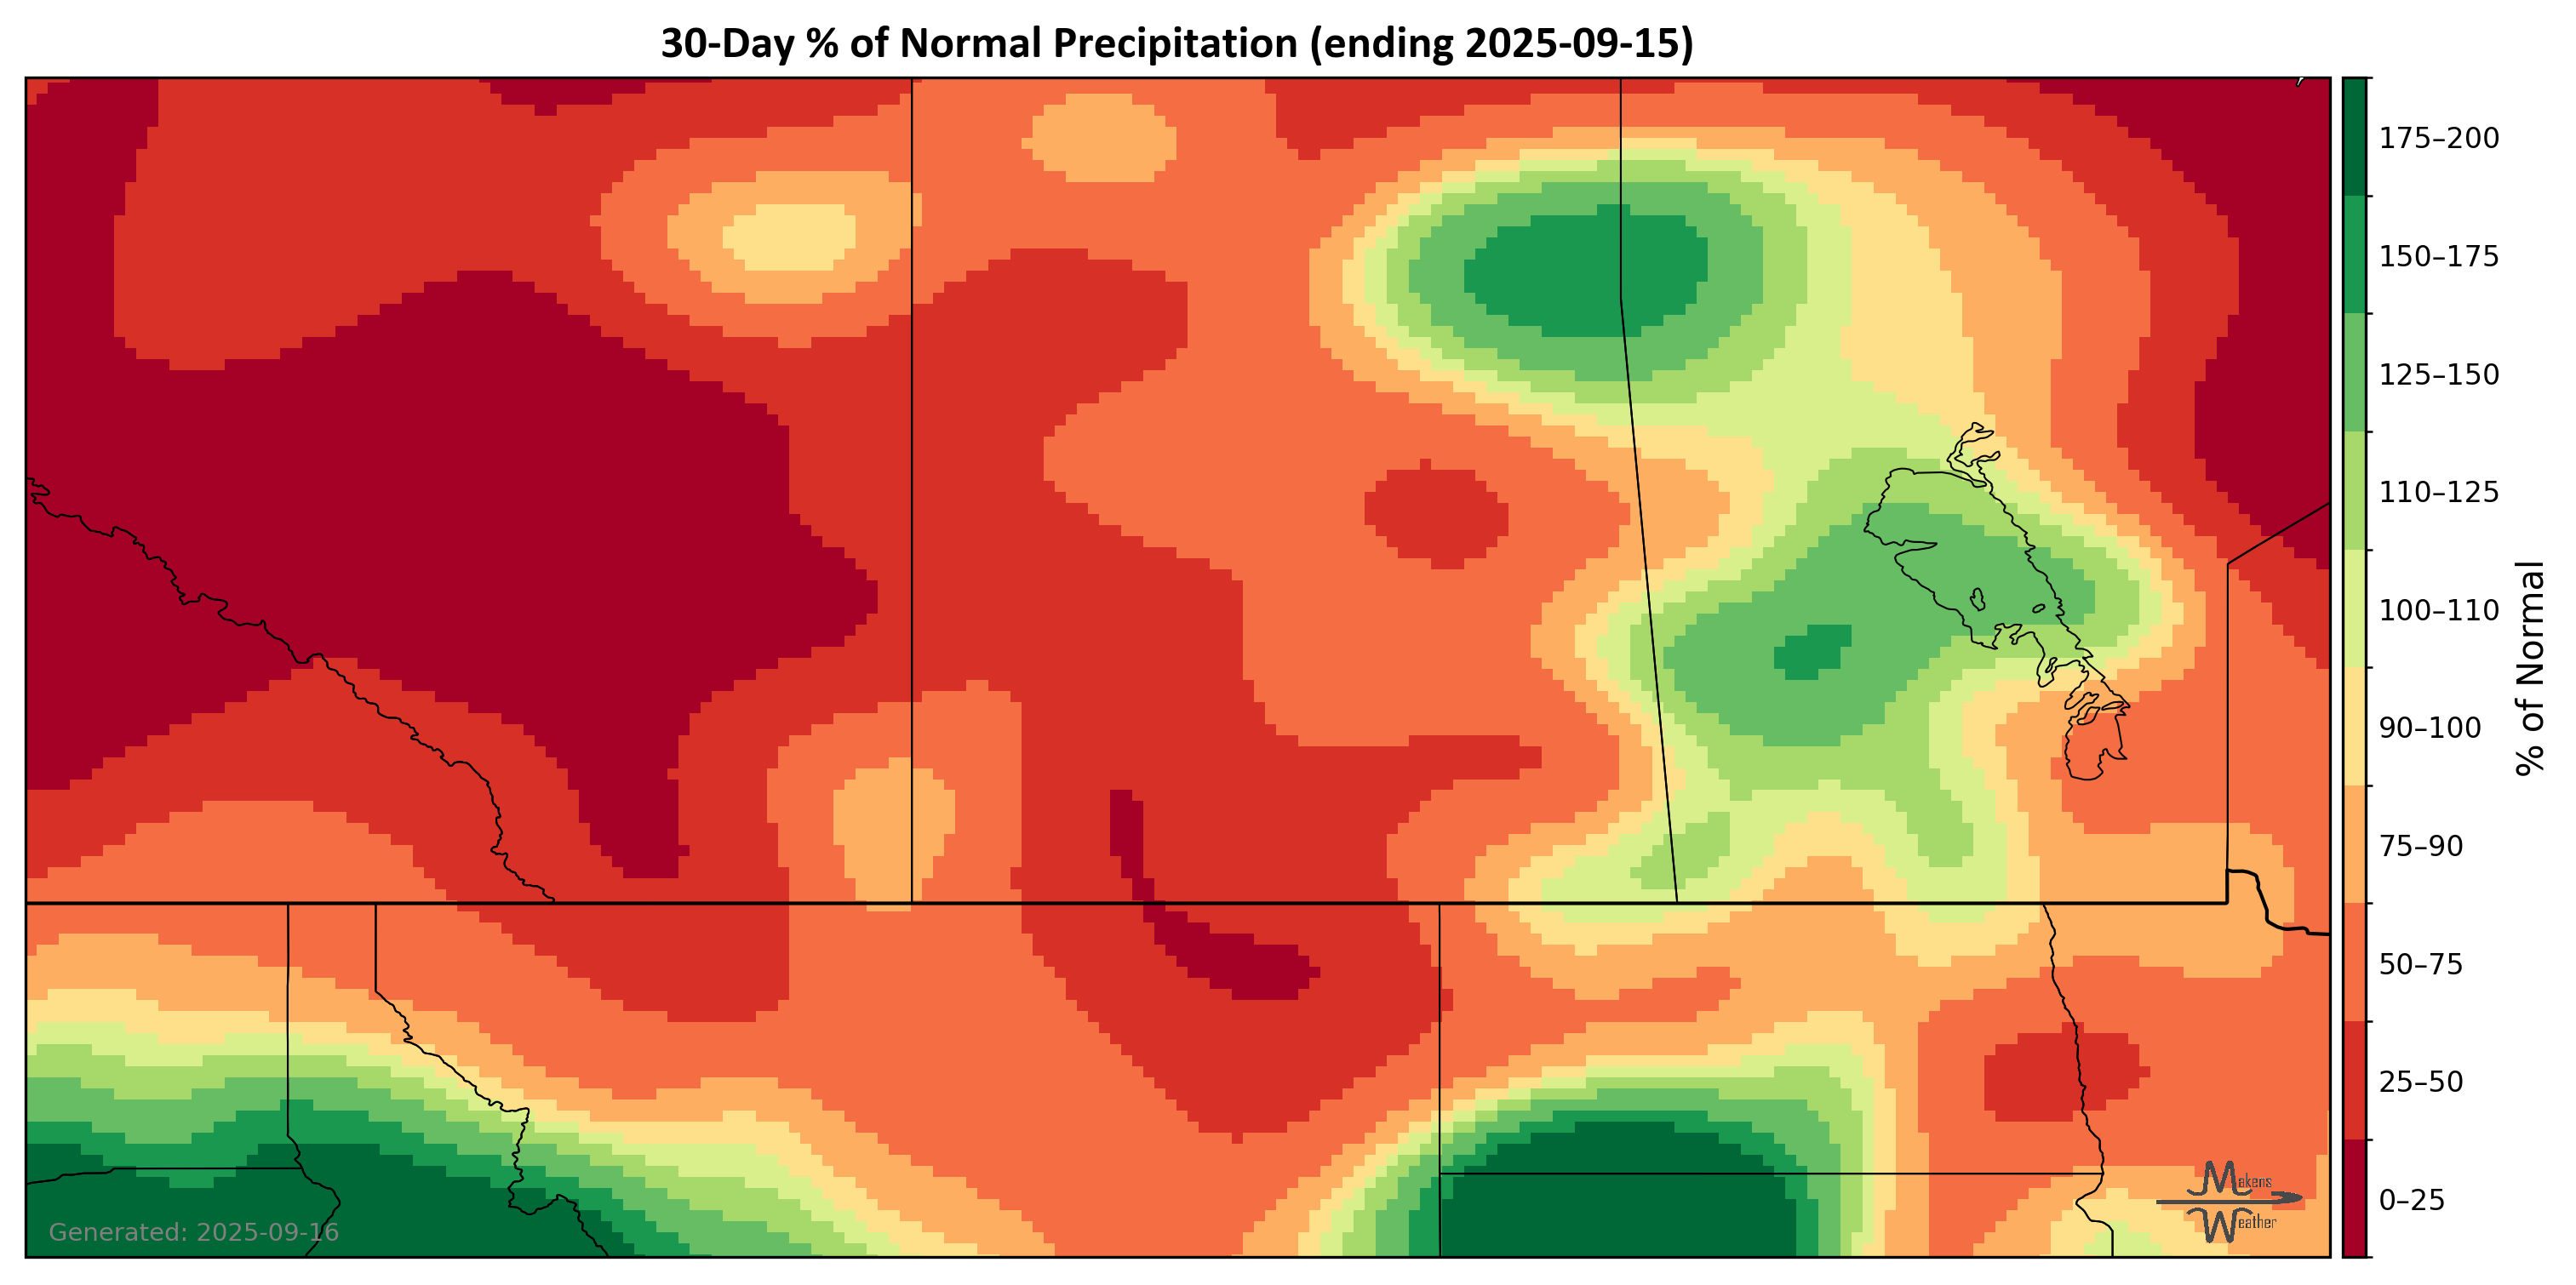 30-Day % of Normal Precipitation (ending 2025-09-15)
175–200
150–175
125–150
110–125
100–110
90–100
75–90
50–75
25–50
0–25
% of Normal
Generated: 2025-09-16
Makens
Weather